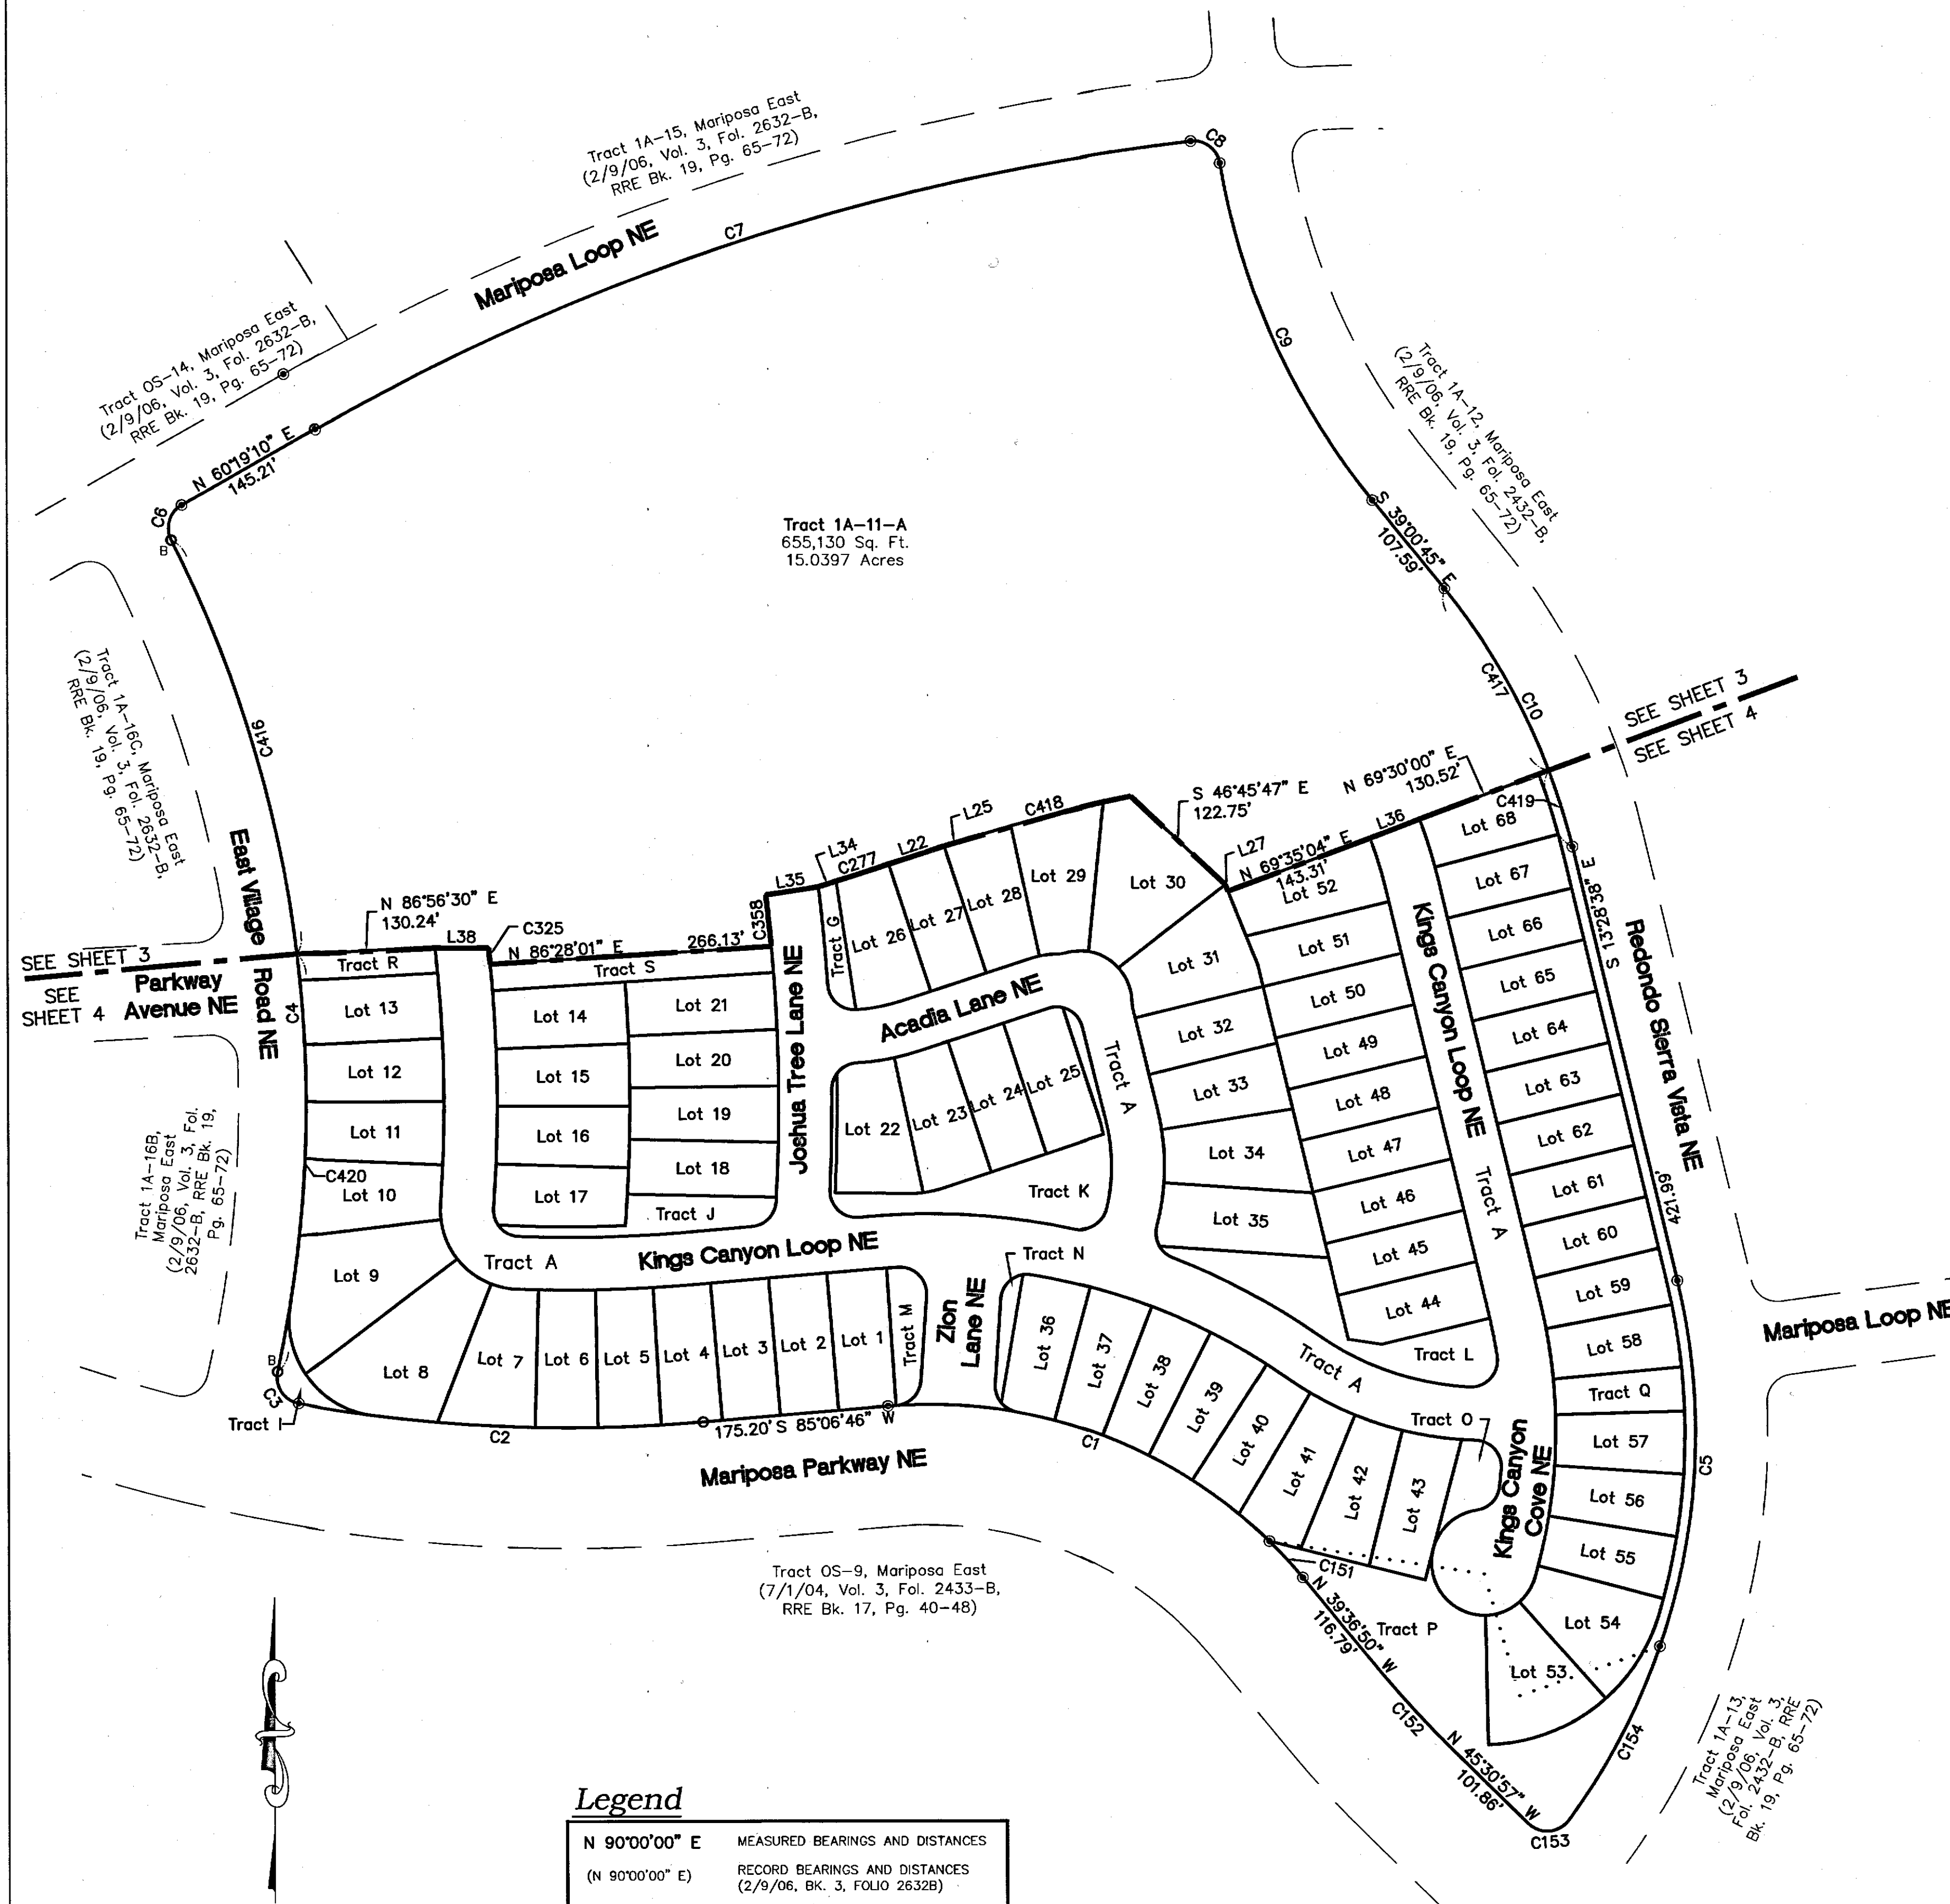 C8
Tract 1A-15, Mariposa East
(2/9/06, Vol. 3, Fol. 2632-B,
RRE Bk. 19, Pg. 65-72)
C7
Mariposa Loop NE
C9
Tract OS-14, Mariposa East
(2/9/06, Vol. 3, Fol. 2632-B,
RRE Bk. 19, Pg. 65-72)
Tract 1A-12, Mariposa East
(2/9/06, Vol. 3, Fol. 2432-B,
RRE Bk. 19, Pg. 65-72)
N 60°19'10" E
145.21'
C6
B
Tract 1A-11-A
655,130 Sq. Ft.
15.0397 Acres
S 39°00'45" E
107.59'
C417
C10
Tract 1A-16C, Mariposa East
(2/9/06, Vol. 3, Fol. 2632-B,
RRE Bk. 19, Pg. 65-72)
C416
SEE SHEET 3
SEE SHEET 4
N 69°30'00" E
130.52'
S 46°45'47" E
122.75'
C419
L36
L27
N 69°35'04" E
143.31'
L25
C418
L22
L34
C277
L35
C358
East Village
Road NE
N 86°56'30" E
130.24'
L38
C325
N 86°28'01" E
266.13'
SEE SHEET 3
SEE
SHEET 4
Parkway
Avenue NE
C4
Tract R
Tract S
Tract G
Lot 13
Lot 14
Lot 21
Lot 26
Lot 27
Lot 28
Lot 29
Lot 30
Lot 31
Lot 52
Lot 51
Lot 50
Lot 68
Lot 67
Lot 66
Lot 65
S 13°28'38" E
421.99'
Redondo Sierra Vista NE
Kings Canyon Loop NE
Joshua Tree Lane NE
Acadia Lane NE
Lot 12
Lot 15
Lot 20
Lot 11
Lot 16
Lot 19
Lot 18
Lot 17
Lot 10
C420
Tract J
Lot 22
Lot 23
Lot 24
Lot 25
Tract A
Tract K
Lot 32
Lot 33
Lot 34
Lot 35
Lot 49
Lot 48
Lot 47
Lot 46
Lot 45
Lot 44
Tract A
Lot 64
Lot 63
Lot 62
Lot 61
Lot 60
Lot 59
Lot 58
Tract Q
Lot 57
Lot 56
Lot 55
Lot 54
Lot 53
Tract 1A-16B,
Mariposa East
(2/9/06, Vol. 3, Fol.
2632-B, RRE Bk. 19,
Pg. 65-72)
Lot 9
Tract A
Kings Canyon Loop NE
Tract N
Zion
Lane NE
Mariposa Loop NE
B
C3
Tract I
Lot 8
Lot 7
Lot 6
Lot 5
Lot 4
Lot 3
Lot 2
Lot 1
Tract M
Lot 36
Lot 37
Lot 38
Lot 39
Lot 40
Lot 41
Lot 42
Lot 43
Tract A
Tract L
Tract O
Kings Canyon
Cove NE
C5
C2
175.20' S 85°06'46" W
C1
Mariposa Parkway NE
C151
Tract OS-9, Mariposa East
(7/1/04, Vol. 3, Fol. 2433-B,
RRE Bk. 17, Pg. 40-48)
N 39°36'50" W
116.79'
Tract P
C152
N 45°30'57" W
101.86'
C153
C154
Tract 1A-13,
Mariposa East
(2/9/06, Vol. 3,
Fol. 2432-B, RRE
Bk. 19, Pg. 65-72)
Legend
N 90°00'00" E MEASURED BEARINGS AND DISTANCES
(N 90°00'00" E) RECORD BEARINGS AND DISTANCES
(2/9/06, BK. 3, FOLIO 2632B)